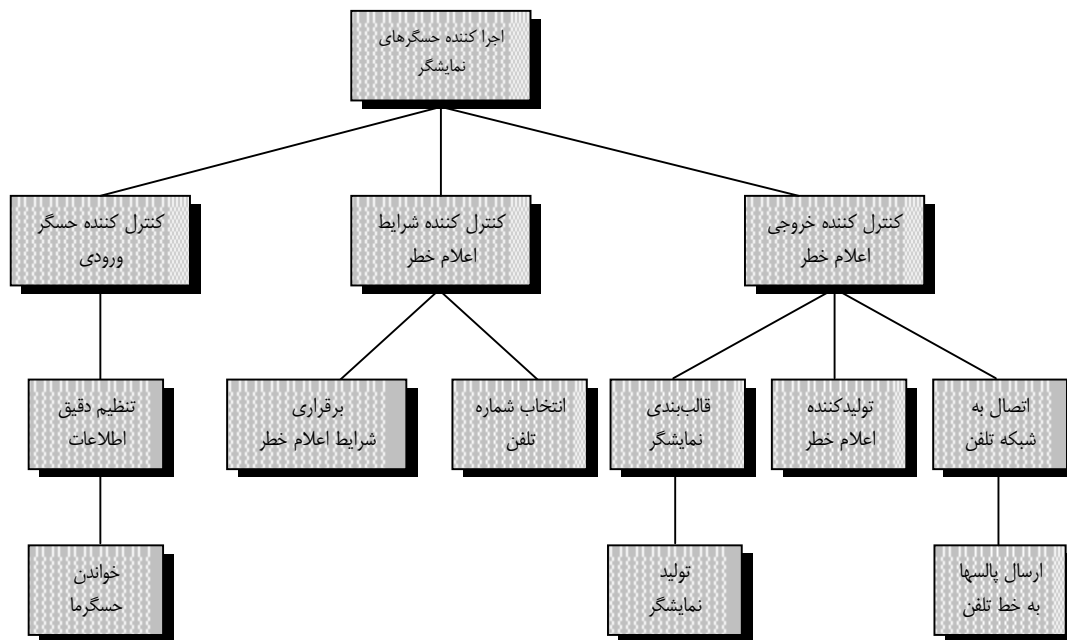 اجرا کننده حسگرهای
نمایشگر
کنترل کننده حسگر
ورودی
کنترل کننده شرایط
اعلام خطر
کنترل کننده خروجی
اعلام خطر
تنظیم دقیق
اطلاعات
برقراری
شرایط اعلام خطر
انتخاب شماره
تلفن
قالب‌بندی
نمایشگر
تولیدکننده
اعلام خطر
اتصال به
شبکه تلفن
خواندن
حسگرما
تولید
نمایشگر
ارسال پالسها
به خط تلفن